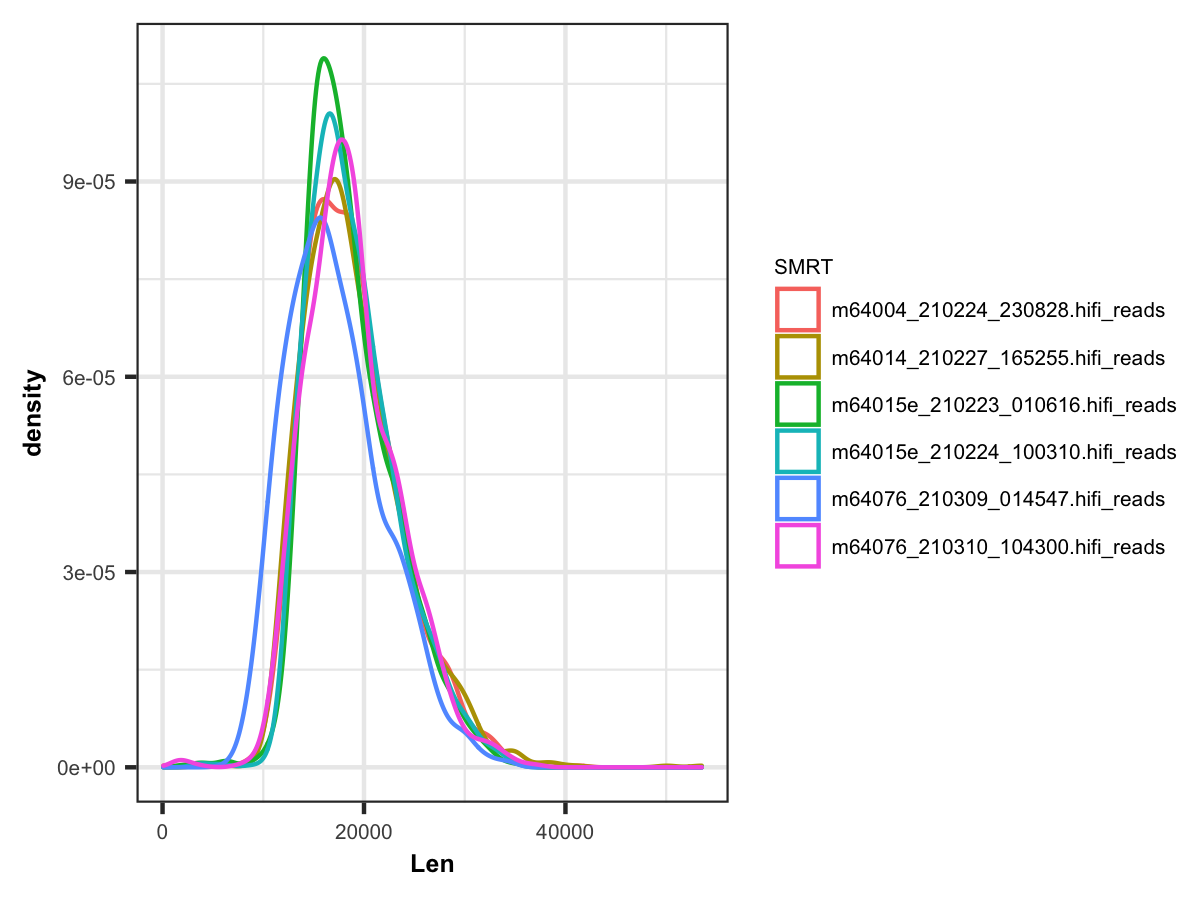 density
9e-05
6e-05
3e-05
0e+00
0
20000
40000
Len
SMRT
m64004_210224_230828.hifi_reads
m64014_210227_165255.hifi_reads
m64015e_210223_010616.hifi_reads
m64015e_210224_100310.hifi_reads
m64076_210309_014547.hifi_reads
m64076_210310_104300.hifi_reads